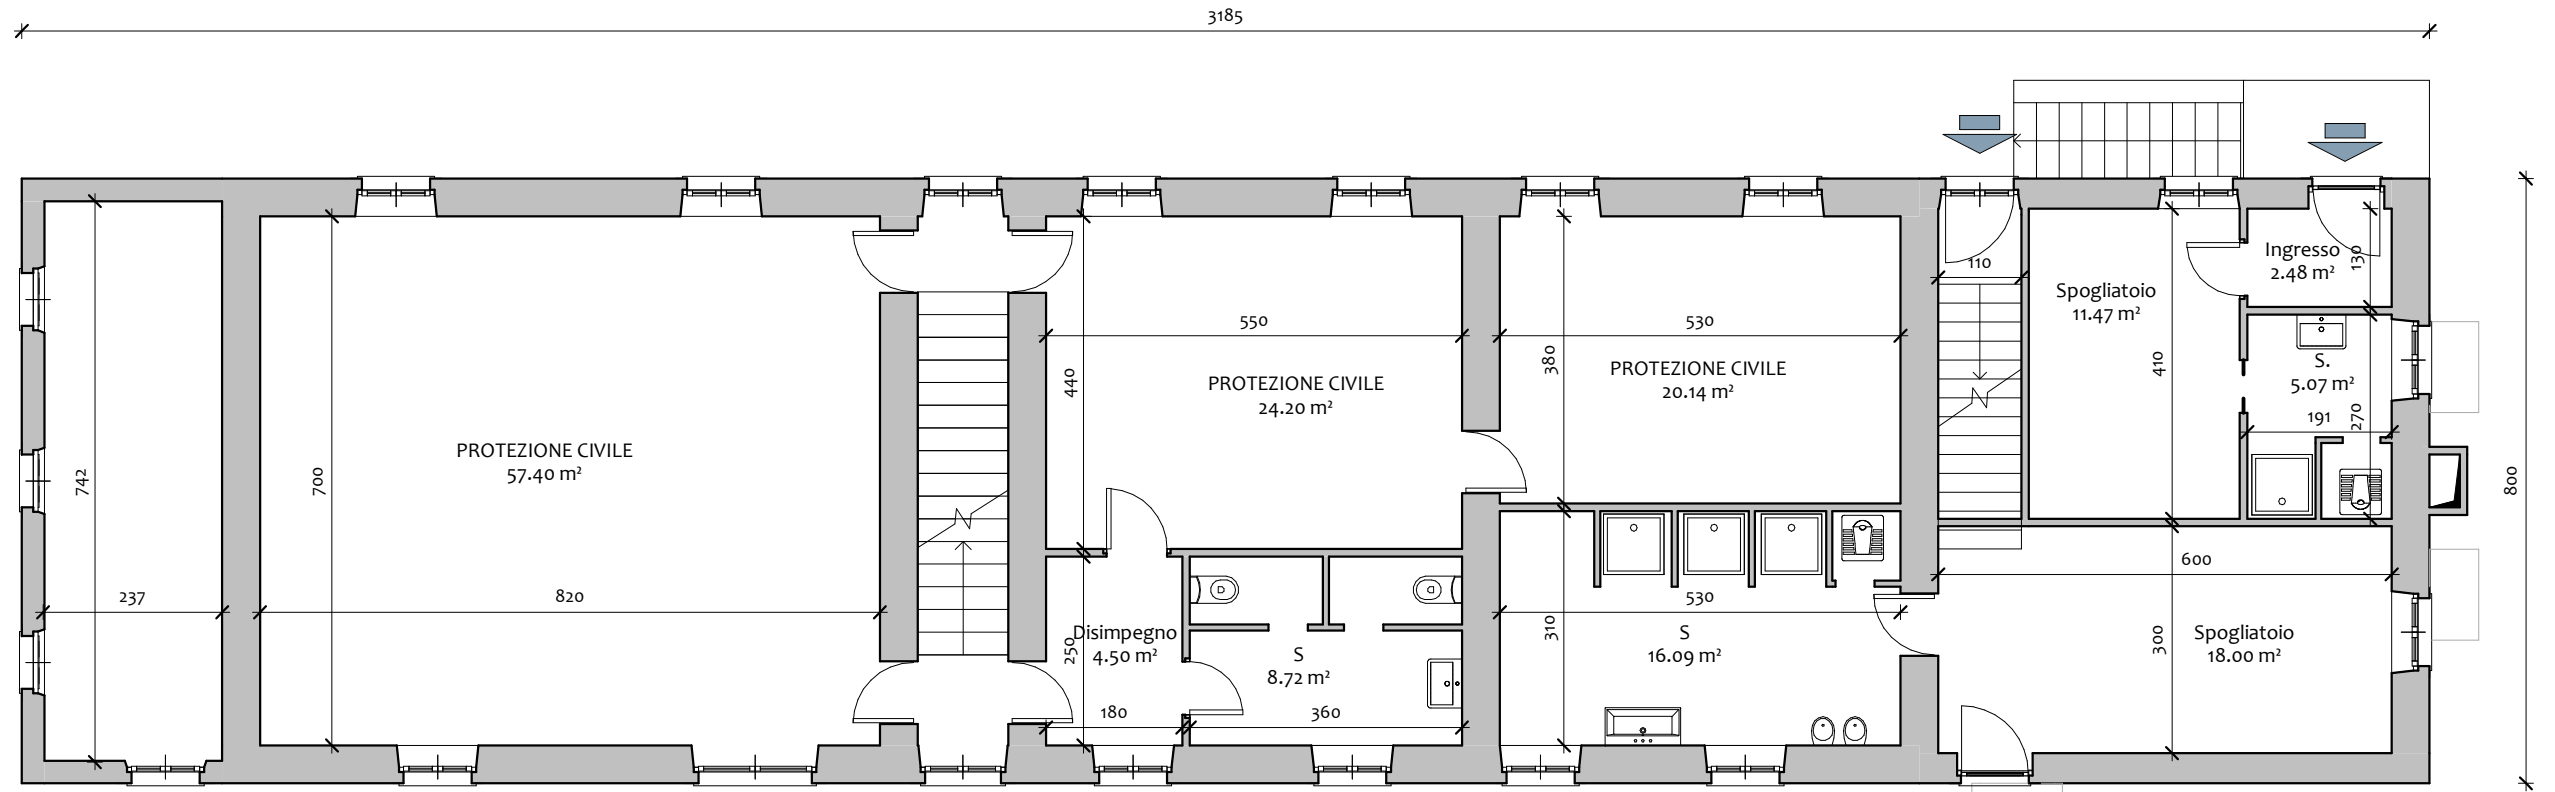 3185
Ingresso
2.48 m²
130
110
Spogliatoio
11.47 m²
550
530
380
410
S.
5.07 m²
191
270
440
PROTEZIONE CIVILE
24.20 m²
PROTEZIONE CIVILE
20.14 m²
PROTEZIONE CIVILE
57.40 m²
742
700
800
600
237
820
530
Disimpegno
4.50 m²
250
S
8.72 m²
310
S
16.09 m²
300
Spogliatoio
18.00 m²
180
360